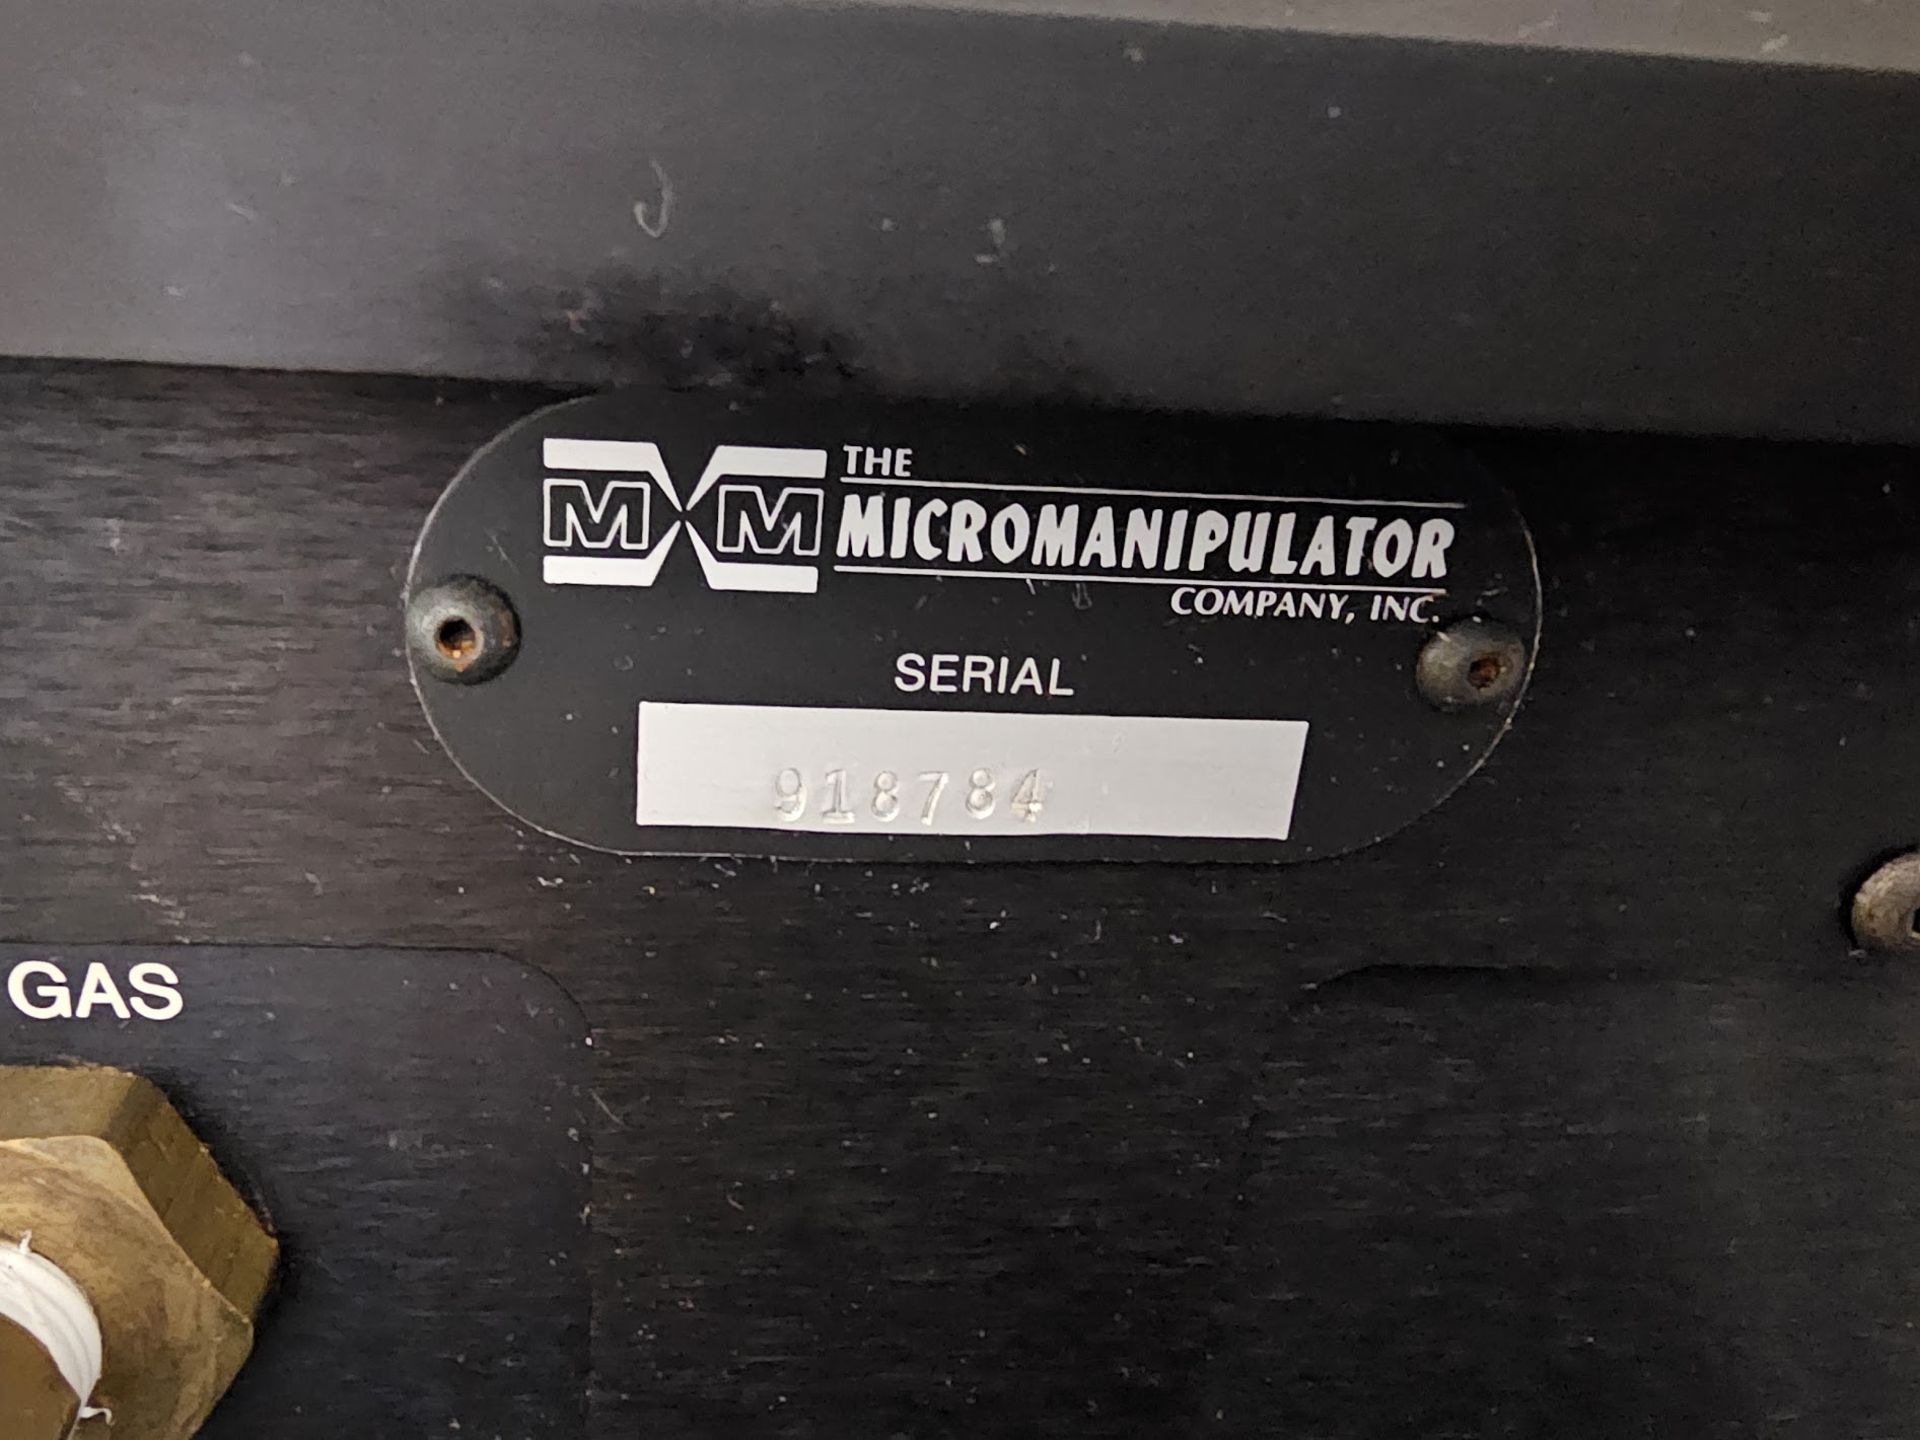 MM THE
MICROMANIPULATOR
COMPANY, INC.
SERIAL
918784
GAS